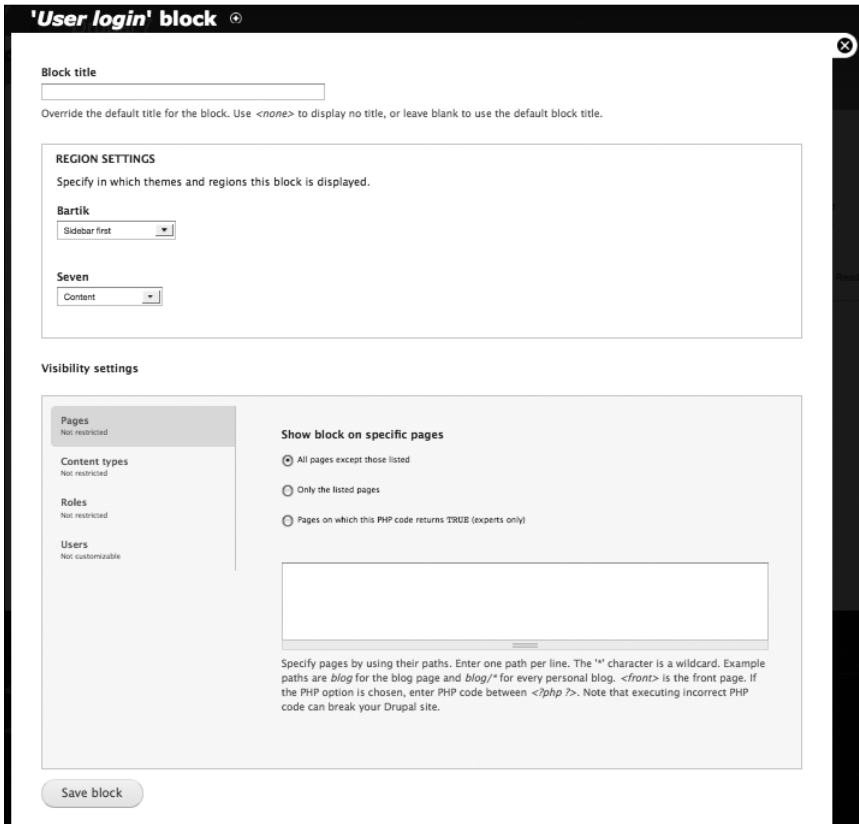 'User login' block
Block title
Override the default title for the block. Use <none> to display no title, or leave blank to use the default block title.
REGION SETTINGS
Specify in which themes and regions this block is displayed.
Bartik
Sidebar first
Seven
Content
Visibility settings
Pages
Not restricted
Content types
Not restricted
Roles
Not restricted
Users
Not customizable
Show block on specific pages
All pages except those listed
Only the listed pages
Pages on which this PHP code returns TRUE (experts only)
Specify pages by using their paths. Enter one path per line. The '*' character is a wildcard. Example
paths are blog for the blog page and blog/* for every personal blog. <front> is the front page. If
the PHP option is chosen, enter PHP code between <?php ?>. Note that executing incorrect PHP
code can break your Drupal site.
Save block